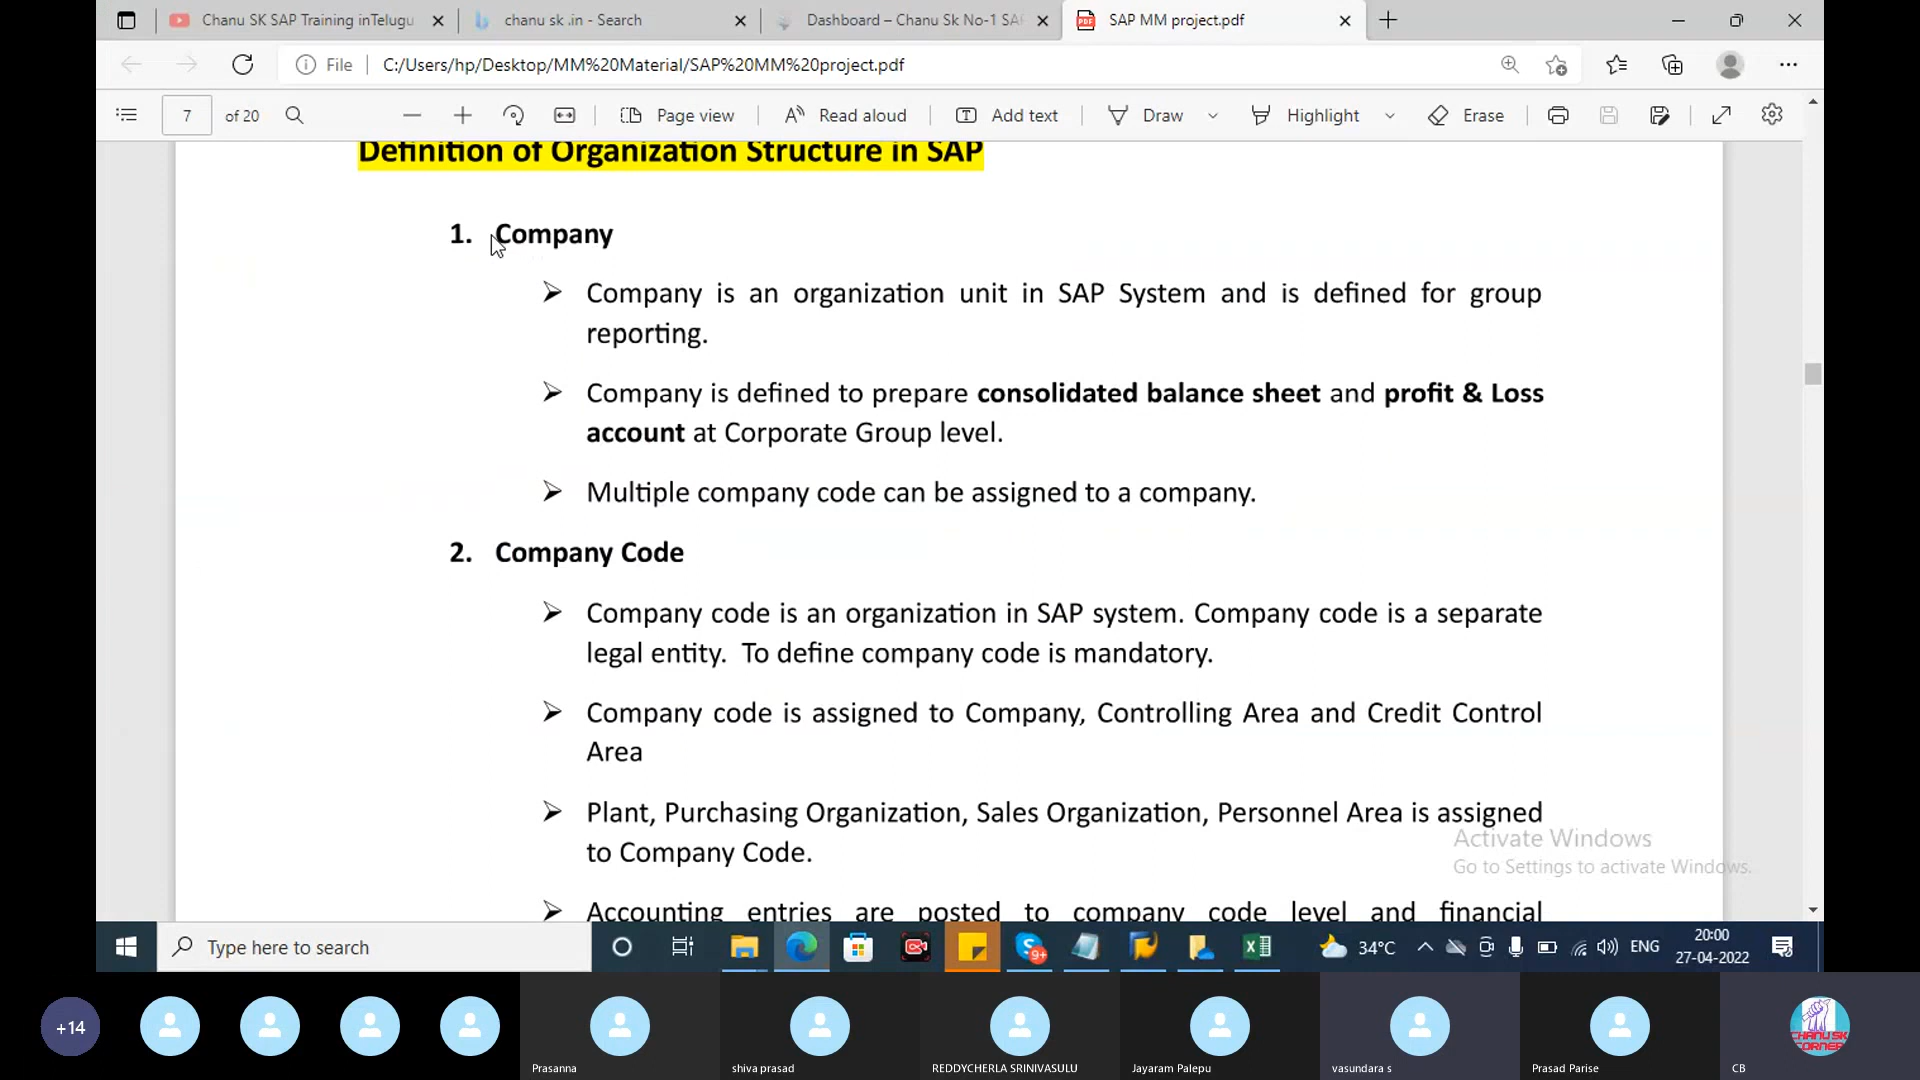 Chanu SK SAP Training inTelugu
chanu sk .in - Search
Dashboard – Chanu Sk No-1 SA
SAP MM project.pdf
File
C:/Users/hp/Desktop/MM%20Material/SAP%20MM%20project.pdf
7 of 20
Page view
Read aloud
Add text
Draw
Highlight
Erase
Definition of Organization Structure in SAP
1. Company
➢ Company is an organization unit in SAP System and is defined for group
reporting.
➢ Company is defined to prepare consolidated balance sheet and profit & Loss
account at Corporate Group level.
➢ Multiple company code can be assigned to a company.
2. Company Code
➢ Company code is an organization in SAP system. Company code is a separate
legal entity. To define company code is mandatory.
➢ Company code is assigned to Company, Controlling Area and Credit Control
Area
➢ Plant, Purchasing Organization, Sales Organization, Personnel Area is assigned
to Company Code.
➢ Accounting entries are posted to company code level and financial
Activate Windows
Go to Settings to activate Windows.
Type here to search
9+
34°C
ENG
20:00
27-04-2022
+14
Prasanna
shiva prasad
REDDYCHERLA SRINIVASULU
Jayaram Palepu
vasundara s
Prasad Parise
CHANU SK
CORNER
CB